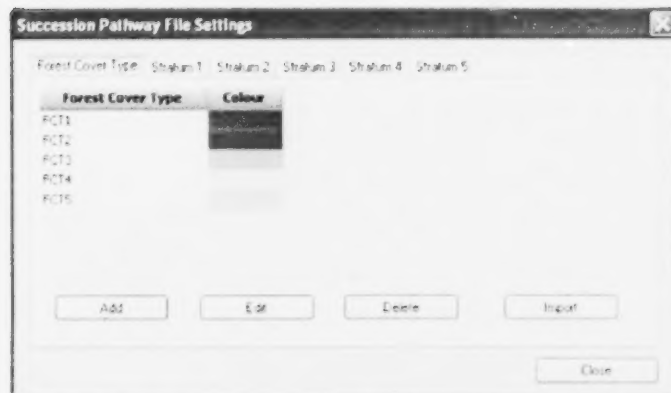 Succession Pathway File Settings
Forest Cover Type Stratum 1 Stratum 2 Stratum 3 Stratum 4 Stratum 5
Forest Cover Type Colour
FCT1
FCT2
FCT3
FCT4
FCT5
Add Edit Delete Import
Close